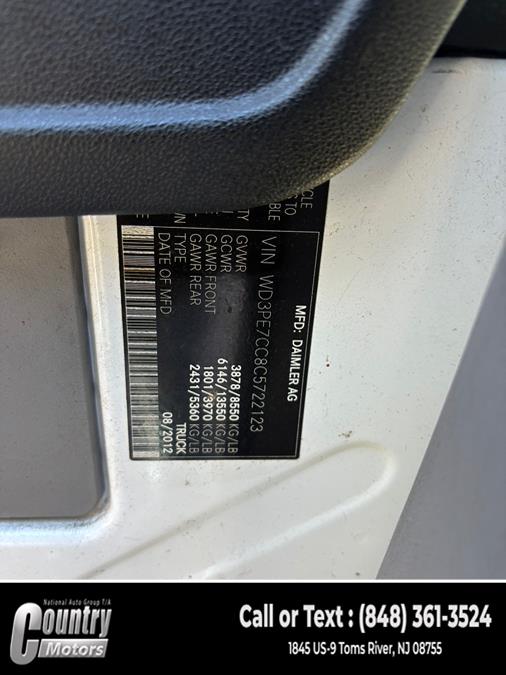 MFD: DAIMLER AG
VIN WD3PE7CC8C5722123
GVWR 3878/8550 KG/LB
GCWR 6146/13550 KG/LB
GAWR FRONT 1801/3970 KG/LB
GAWR REAR 2431/5360 KG/LB
TYPE TRUCK
DATE OF MFD 08/2012
National Auto Group T/A
Country
Motors
Call or Text : (848) 361-3524
1845 US-9 Toms River, NJ 08755